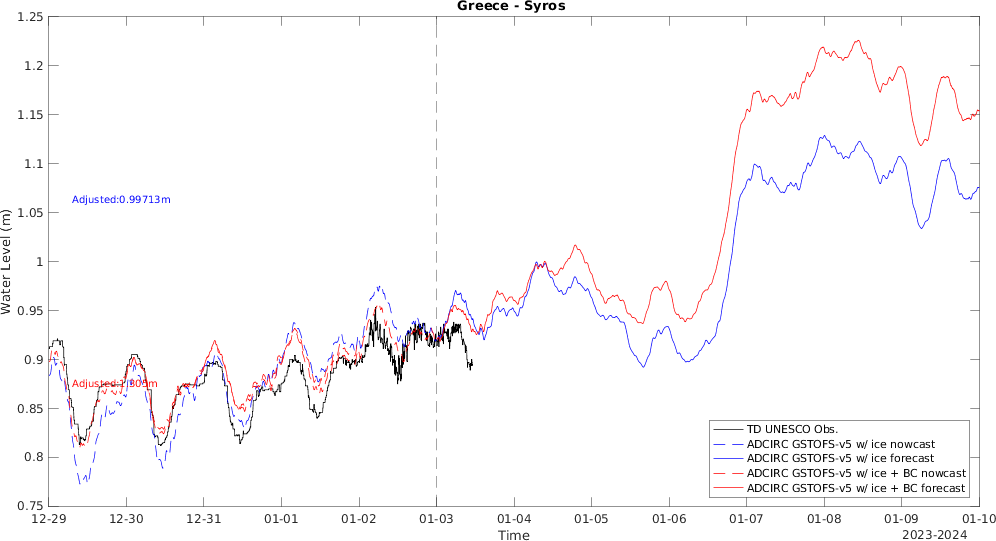 Greece - Syros
1.25
1.2
1.15
1.1
1.05
1
0.95
0.9
0.85
0.8
0.75
Water Level (m)
Adjusted:0.99713m
Adjusted:1.305m
TD UNESCO Obs.
ADCIRC GSTOFS-v5 w/ ice nowcast
ADCIRC GSTOFS-v5 w/ ice forecast
ADCIRC GSTOFS-v5 w/ ice + BC nowcast
ADCIRC GSTOFS-v5 w/ ice + BC forecast
12-29 12-30 12-31 01-01 01-02 01-03 01-04 01-05 01-06 01-07 01-08 01-09 01-10
Time
2023-2024